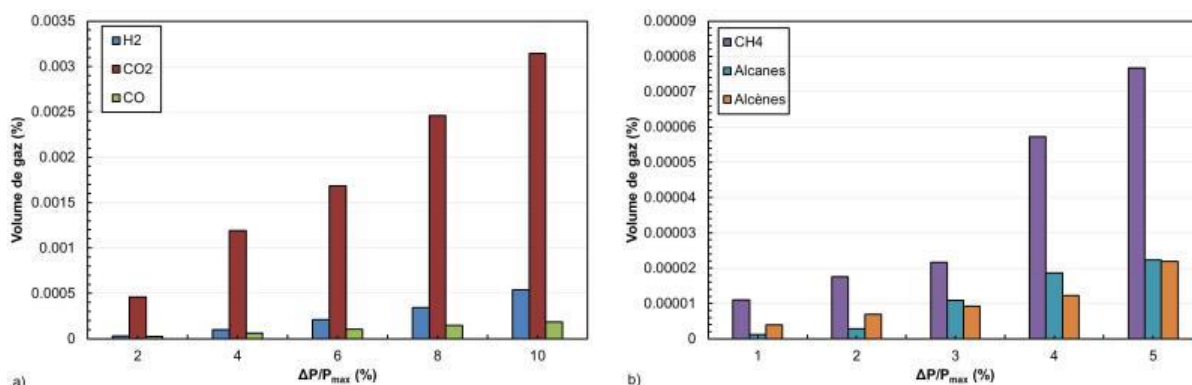 0.0035
0.003
0.0025
0.002
0.0015
0.001
0.0005
0
Volume de gaz (%)
H2
CO2
CO
2 4 6 8 10
ΔP/Pmax (%)
a)
0.00009
0.00008
0.00007
0.00006
0.00005
0.00004
0.00003
0.00002
0.00001
0
Volume de gaz (%)
CH4
Alcanes
Alcènes
1 2 3 4 5
ΔP/Pmax (%)
b)